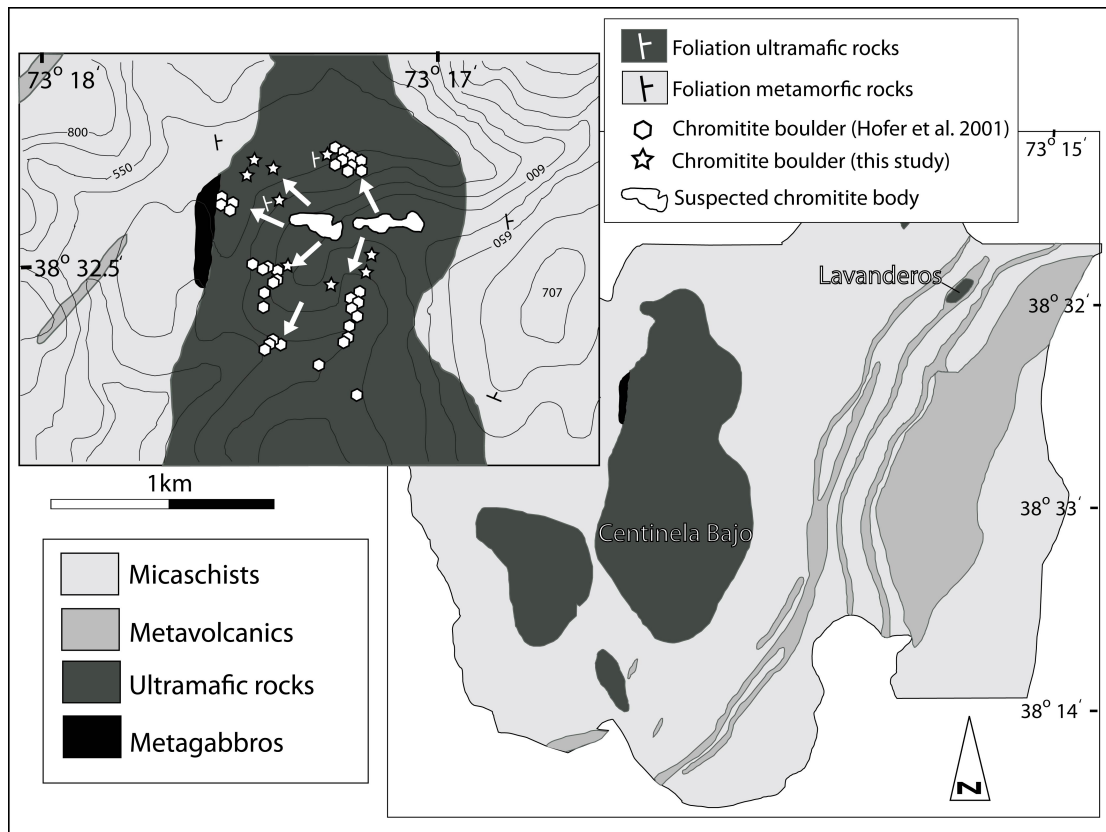 73° 18'
73° 17'
800
550
600
650
38° 32.5'
707
1km
Foliation ultramafic rocks
Foliation metamorfic rocks
Chromitite boulder (Hofer et al. 2001)
Chromitite boulder (this study)
Suspected chromitite body
73° 15'
Lavanderos
38° 32'
38° 33'
Centinela Bajo
38° 14'
Micaschists
Metavolcanics
Ultramafic rocks
Metagabbros
N